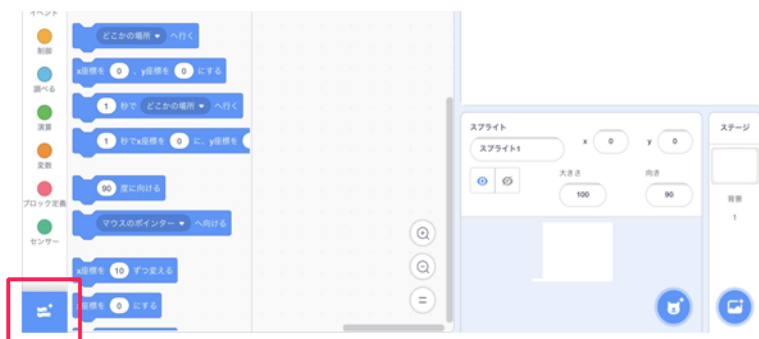 イベント
制御
調べる
演算
変数
ブロック定義
センサー
どこかの場所 へ行く
x座標を 0 、y座標を 0 にする
1 秒で どこかの場所 へ行く
1 秒でx座標を 0 に、y座標を
90 度に向ける
マウスのポインター へ向ける
x座標を 10 ずつ変える
x座標を 0 にする
スプライト
スプライト1
x 0 y 0
大きさ 向き
100 90
ステージ
背景
1